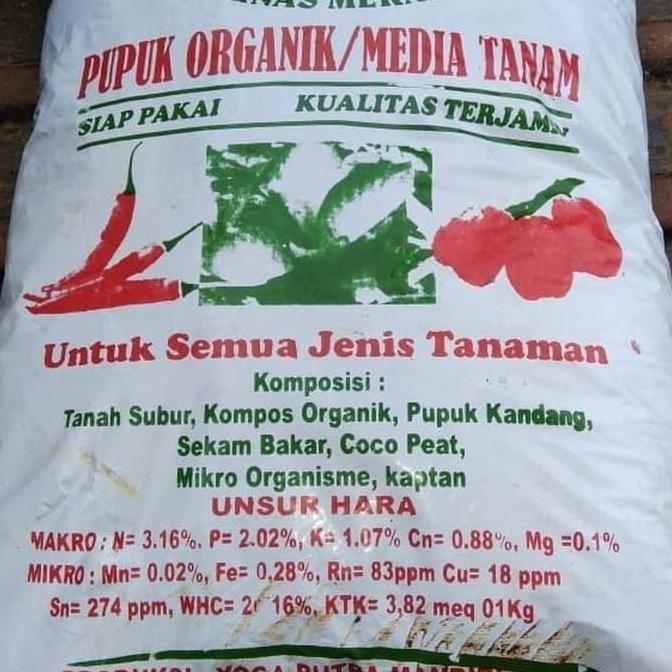 PUPUK ORGANIK/MEDIA TANAM
SIAP PAKAI KUALITAS
Untuk Semua Jenis Tanaman
Komposisi :
Tanah Subur, Kompos Organik, Pupuk Kandang,
Sekam Bakar, Coco Peat,
Mikro Organisme, kaptan
UNSUR HARA
MAKRO : N= 3.16%. P= 2.02%, K= 1.07% Cn= 0.88%, Mg =0.1%
MIKRO : Mn= 0.02%, Fe= 0,28%, Rn= 83ppm Cu= 18 ppm
Sn= 274 ppm, WHC= 16%, KTK= 3,82 meq 01Kg